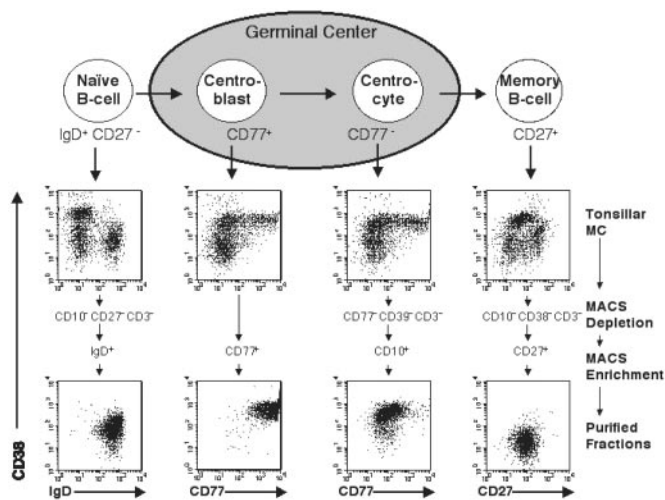 Germinal Center
Naïve B-cell
Centro-blast
Centro-cyte
Memory B-cell
IgD⁺ CD27⁻
CD77⁺
CD77⁻
CD27⁺
CD38
Tonsillar MC
CD10⁻ CD27⁻ CD3⁻
CD77⁻ CD39⁻ CD3⁻
CD10⁻ CD38⁻ CD3⁻
MACS Depletion
IgD⁺
CD77⁺
CD10⁺
CD27⁺
MACS Enrichment
Purified Fractions
IgD
CD77
CD77
CD27